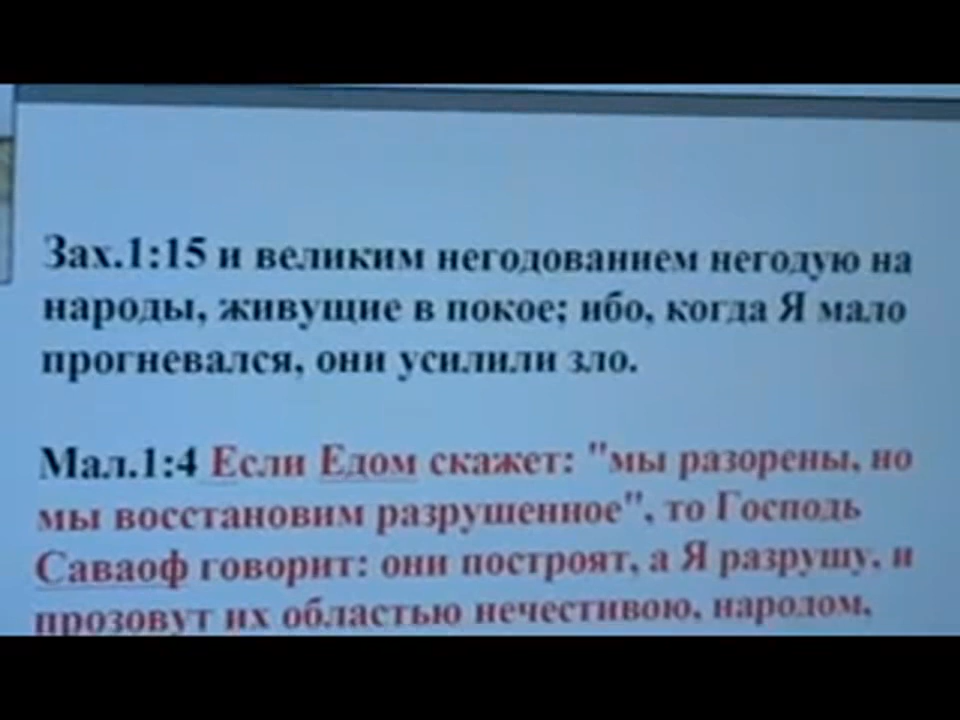 Зах.1:15 и великим негодованием негодую на
народы, живущие в покое; ибо, когда Я мало
прогневался, они усилили зло.
Мал.1:4 Если Едом скажет: "мы разорены, но
мы восстановим разрушенное", то Господь
Саваоф говорит: они построят, а Я разрушу, и
прозовут их областью нечестивою, народом,